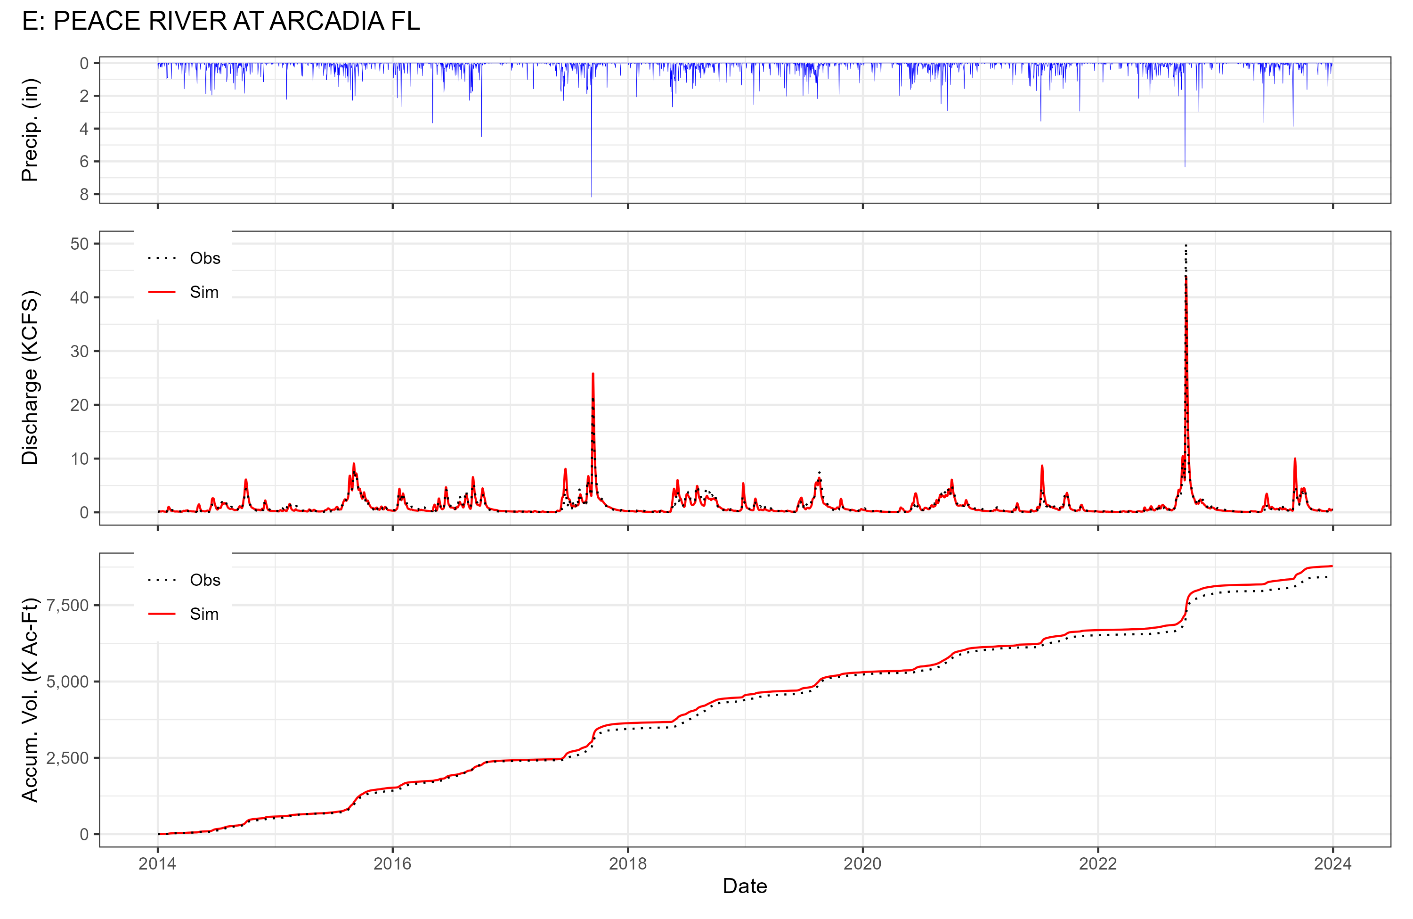 E: PEACE RIVER AT ARCADIA FL
Precip. (in)
0
2
4
6
8
Discharge (KCFS)
50
40
30
20
10
0
Obs
Sim
Accum. Vol. (K Ac-Ft)
7,500
5,000
2,500
0
Obs
Sim
2014 2016 2018 2020 2022 2024
Date